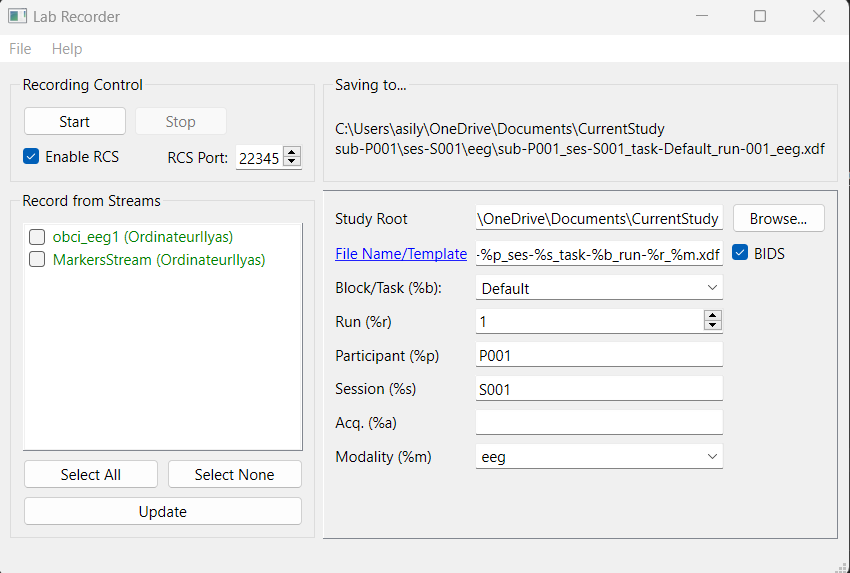 Lab Recorder
File Help
Recording Control
Start Stop
Enable RCS RCS Port: 22345
Record from Streams
obci_eeg1 (OrdinateurIlyas)
MarkersStream (OrdinateurIlyas)
Select All Select None
Update
Saving to...
C:\Users\asily\OneDrive\Documents\CurrentStudy
sub-P001\ses-S001\eeg\sub-P001_ses-S001_task-Default_run-001_eeg.xdf
Study Root \OneDrive\Documents\CurrentStudy Browse...
File Name/Template -%p_ses-%s_task-%b_run-%r_%m.xdf BIDS
Block/Task (%b): Default
Run (%r) 1
Participant (%p) P001
Session (%s) S001
Acq. (%a)
Modality (%m) eeg